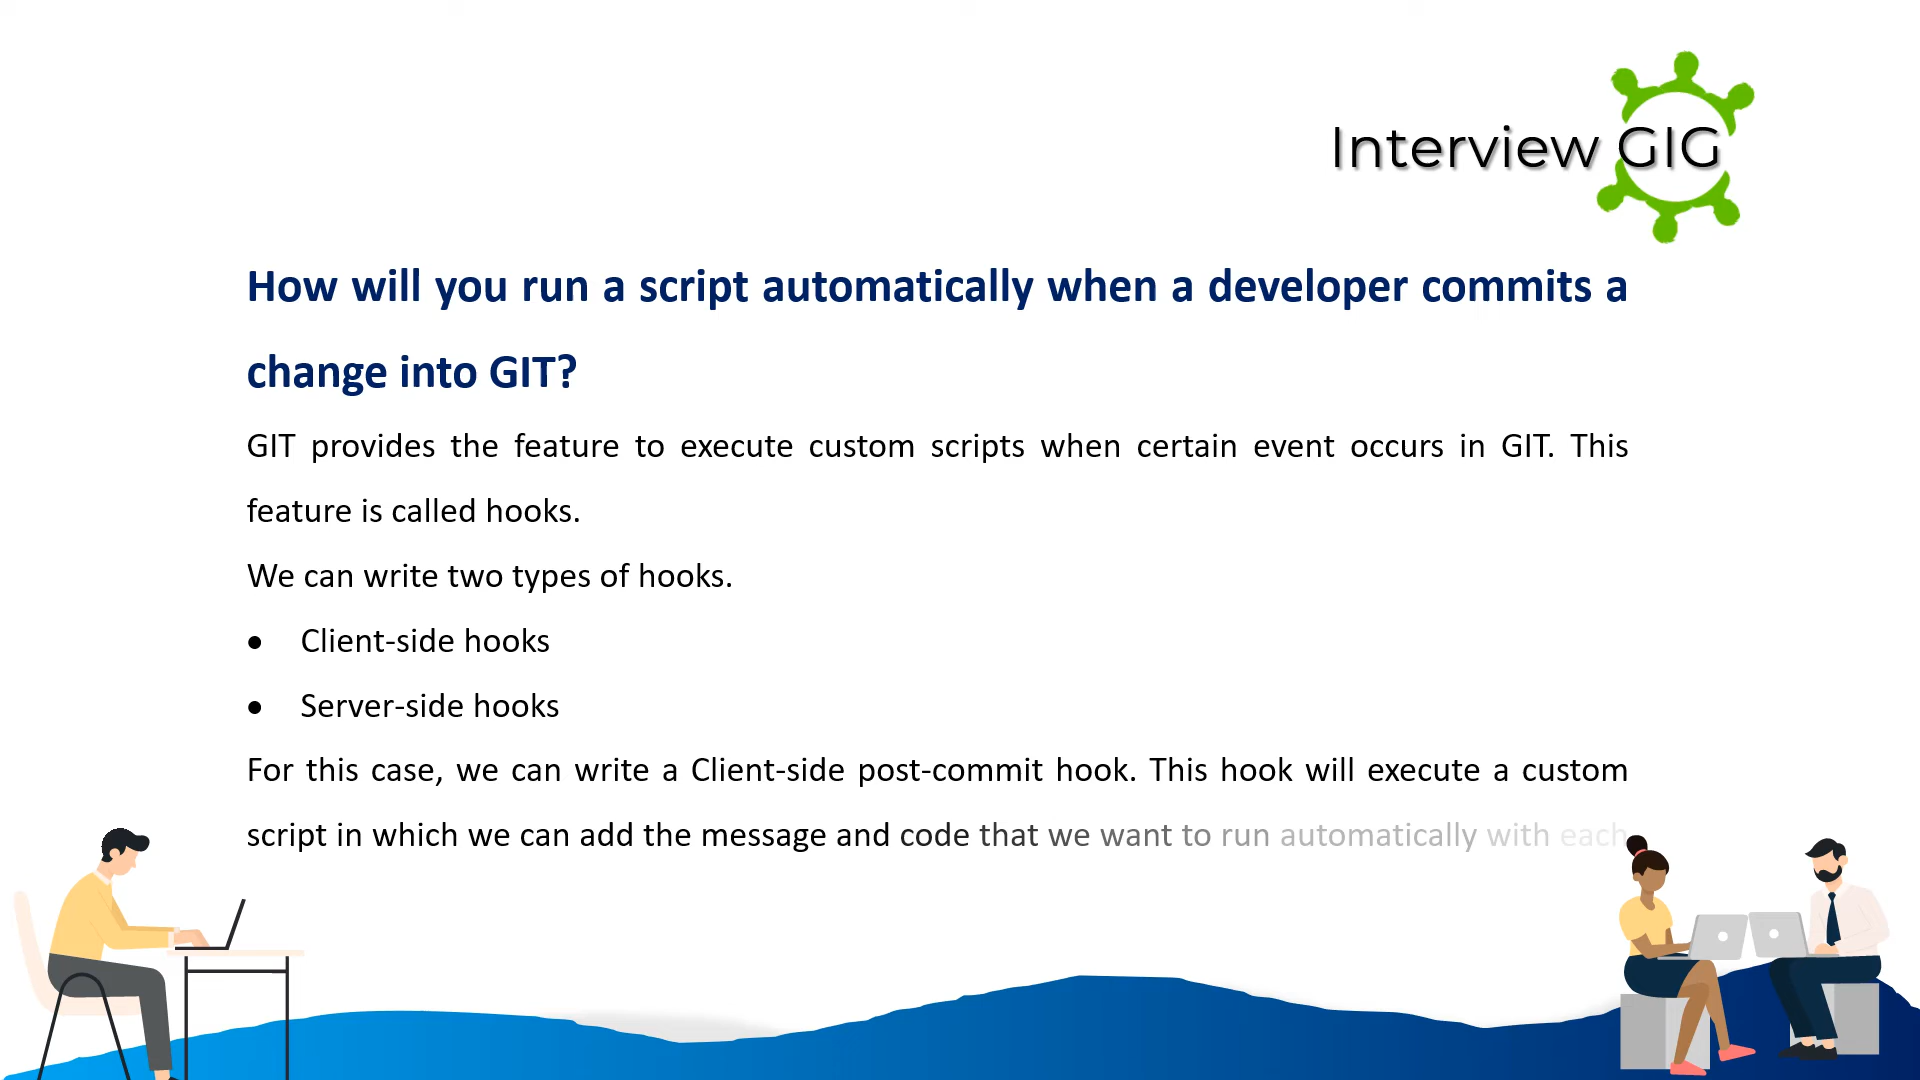 Interview GIG
How will you run a script automatically when a developer commits a
change into GIT?
GIT provides the feature to execute custom scripts when certain event occurs in GIT. This
feature is called hooks.
We can write two types of hooks.
• Client-side hooks
• Server-side hooks
For this case, we can write a Client-side post-commit hook. This hook will execute a custom
script in which we can add the message and code that we want to run automatically with each